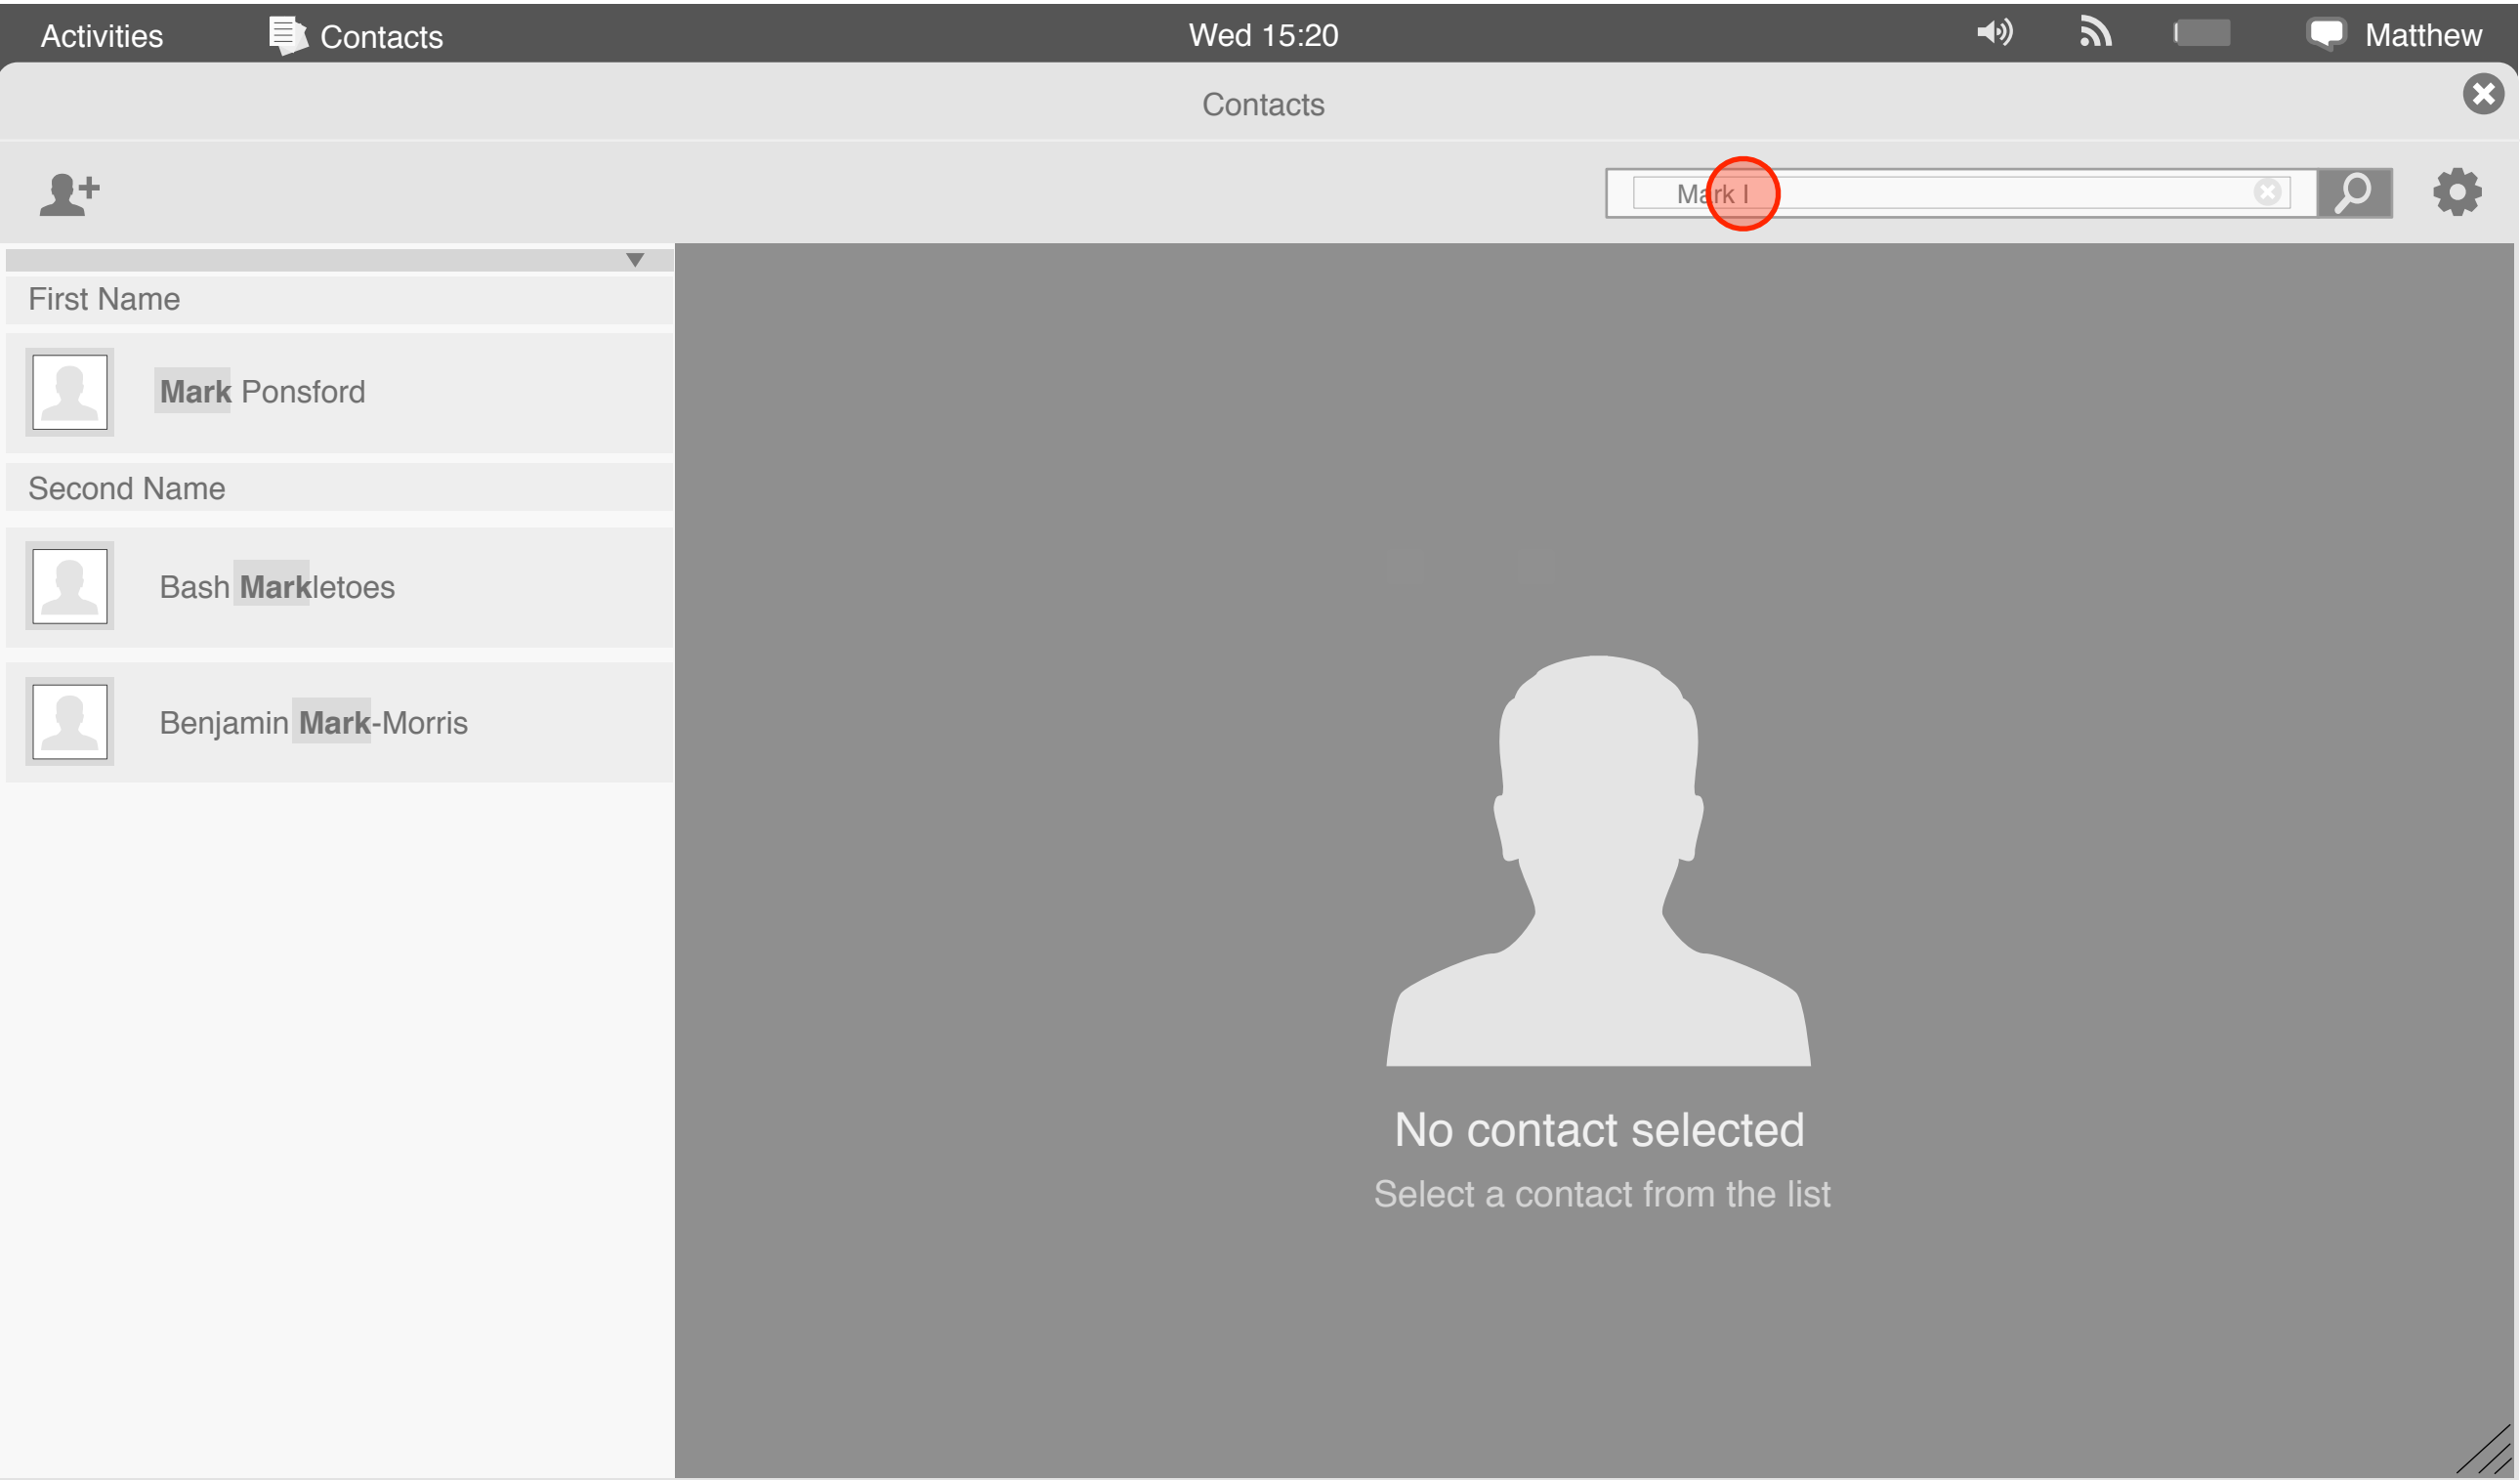 Activities Contacts Wed 15:20 Matthew
Contacts
Mark I
First Name
Mark Ponsford
Second Name
Bash Markletoes
Benjamin Mark-Morris
No contact selected
Select a contact from the list